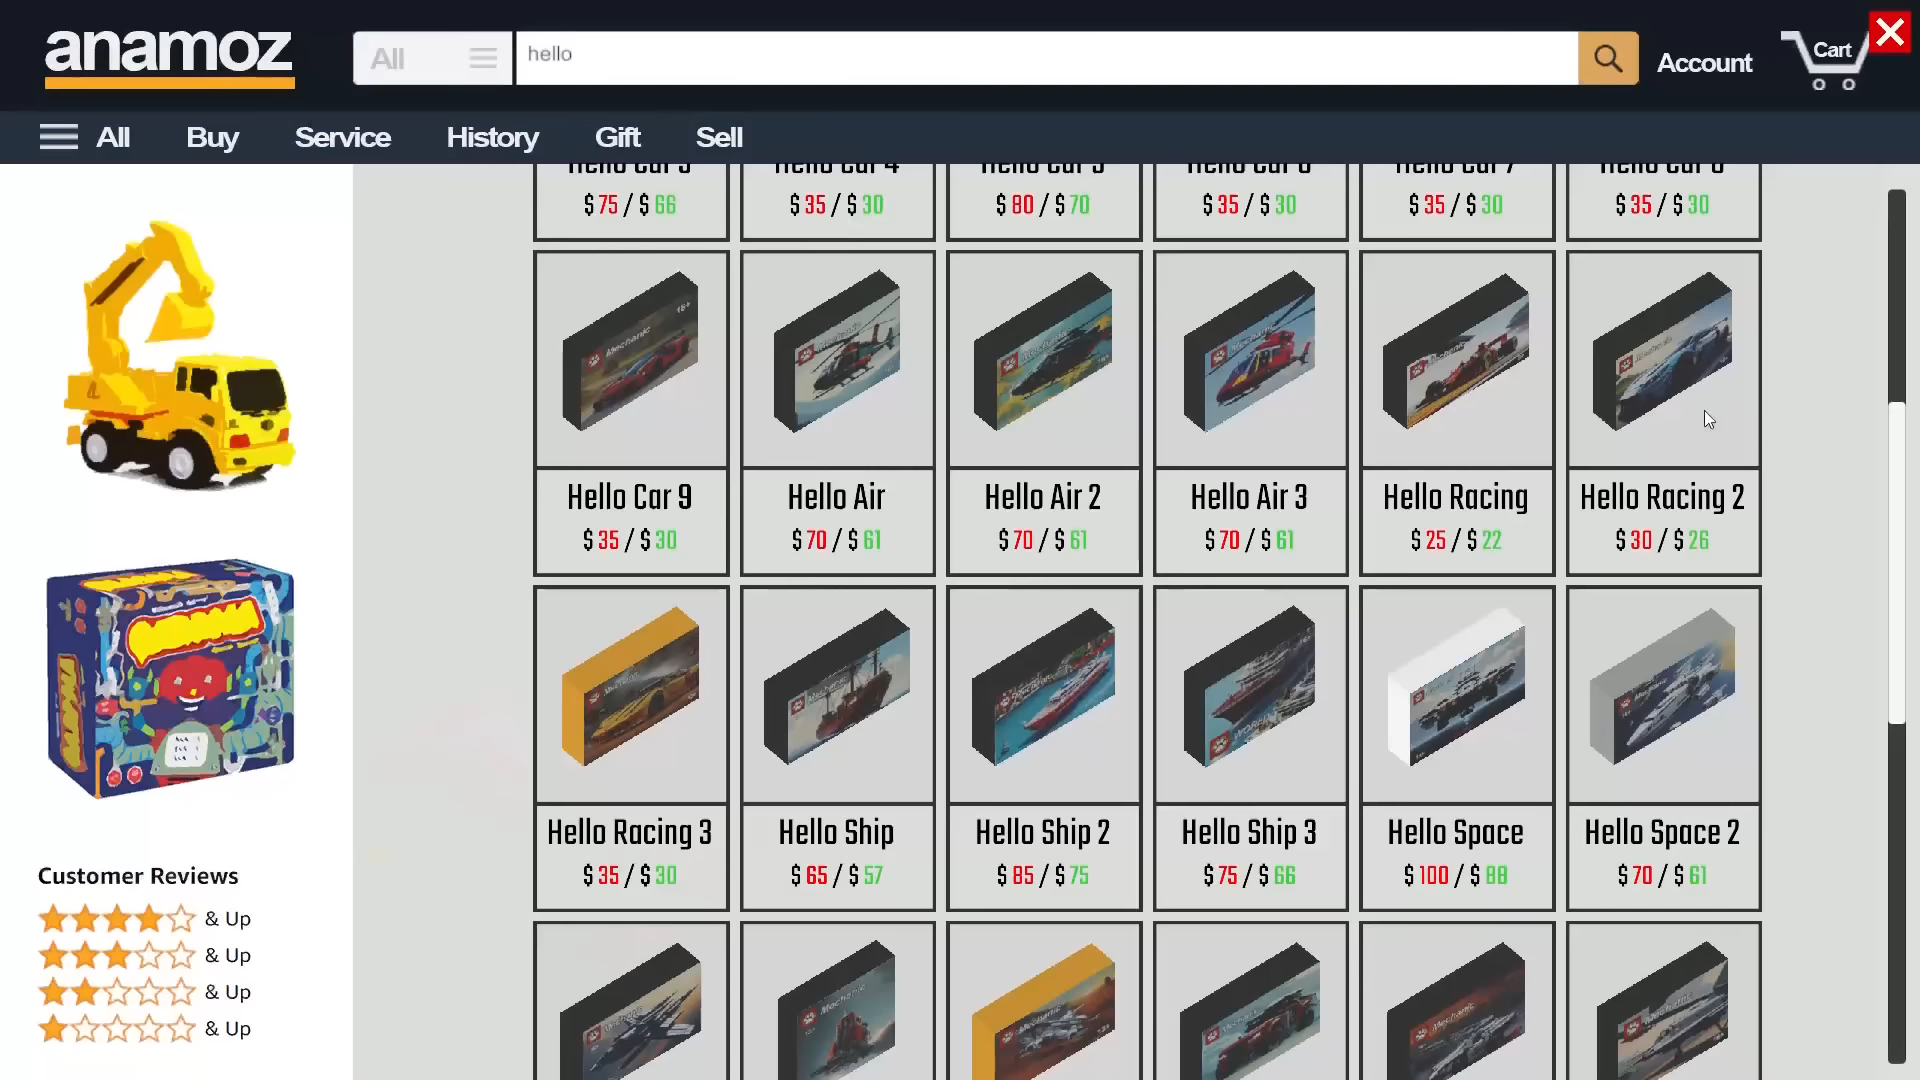 anamoz
All
hello
Account
Cart
All Buy Service History Gift Sell
$ 75 / $ 66
$ 35 / $ 30
$ 80 / $ 70
$ 35 / $ 30
$ 35 / $ 30
$ 35 / $ 30
Mechanic
Hello Car 9
$ 35 / $ 30
Hello Air
$ 70 / $ 61
Hello Air 2
$ 70 / $ 61
Hello Air 3
$ 70 / $ 61
Hello Racing
$ 25 / $ 22
Hello Racing 2
$ 30 / $ 26
Hello Racing 3
$ 35 / $ 30
Hello Ship
$ 65 / $ 57
Hello Ship 2
$ 85 / $ 75
Hello Ship 3
$ 75 / $ 66
Hello Space
$ 100 / $ 88
Hello Space 2
$ 70 / $ 61
Customer Reviews
& Up
& Up
& Up
& Up